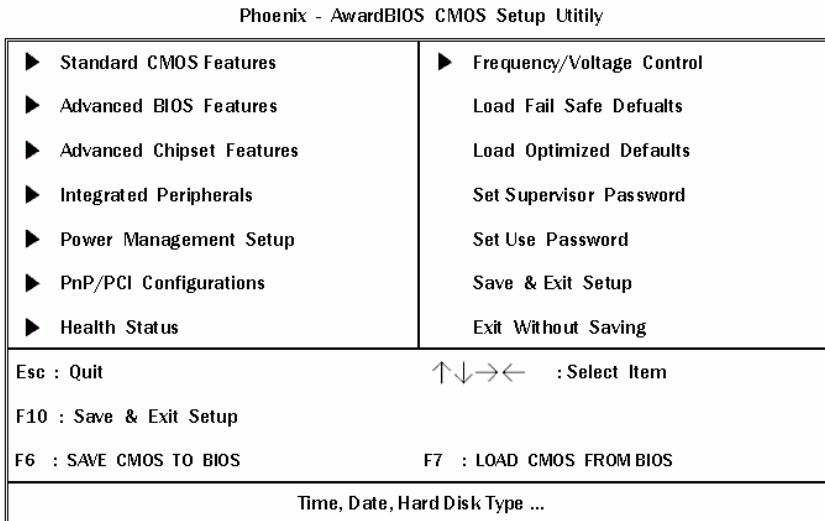 Phoenix - AwardBIOS CMOS Setup Utitily
▶ Standard CMOS Features
▶ Advanced BIOS Features
▶ Advanced Chipset Features
▶ Integrated Peripherals
▶ Power Management Setup
▶ PnP/PCI Configurations
▶ Health Status
▶ Frequency/Voltage Control
Load Fail Safe Defualts
Load Optimized Defaults
Set Supervisor Password
Set Use Password
Save & Exit Setup
Exit Without Saving
Esc : Quit
↑↓→← : Select Item
F10 : Save & Exit Setup
F6 : SAVE CMOS TO BIOS
F7 : LOAD CMOS FROM BIOS
Time, Date, Hard Disk Type ...